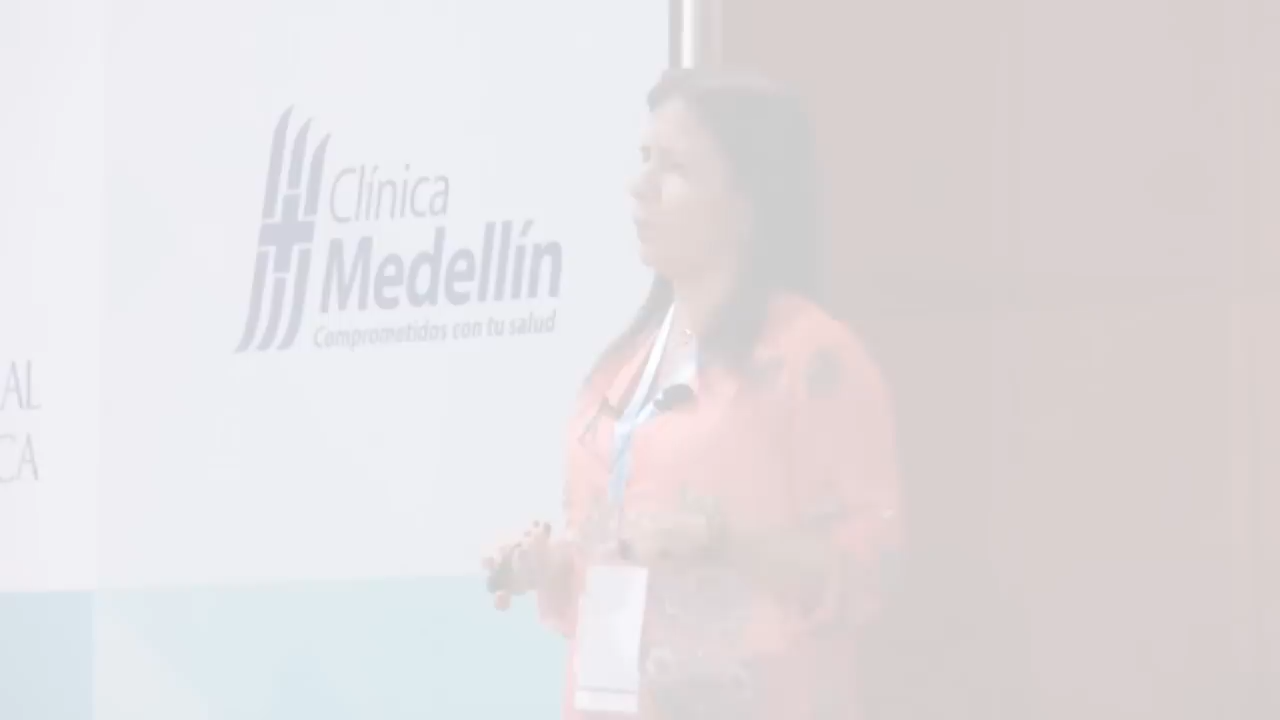 Clínica
Medellín
Comprometidos con tu salud
AL
CA